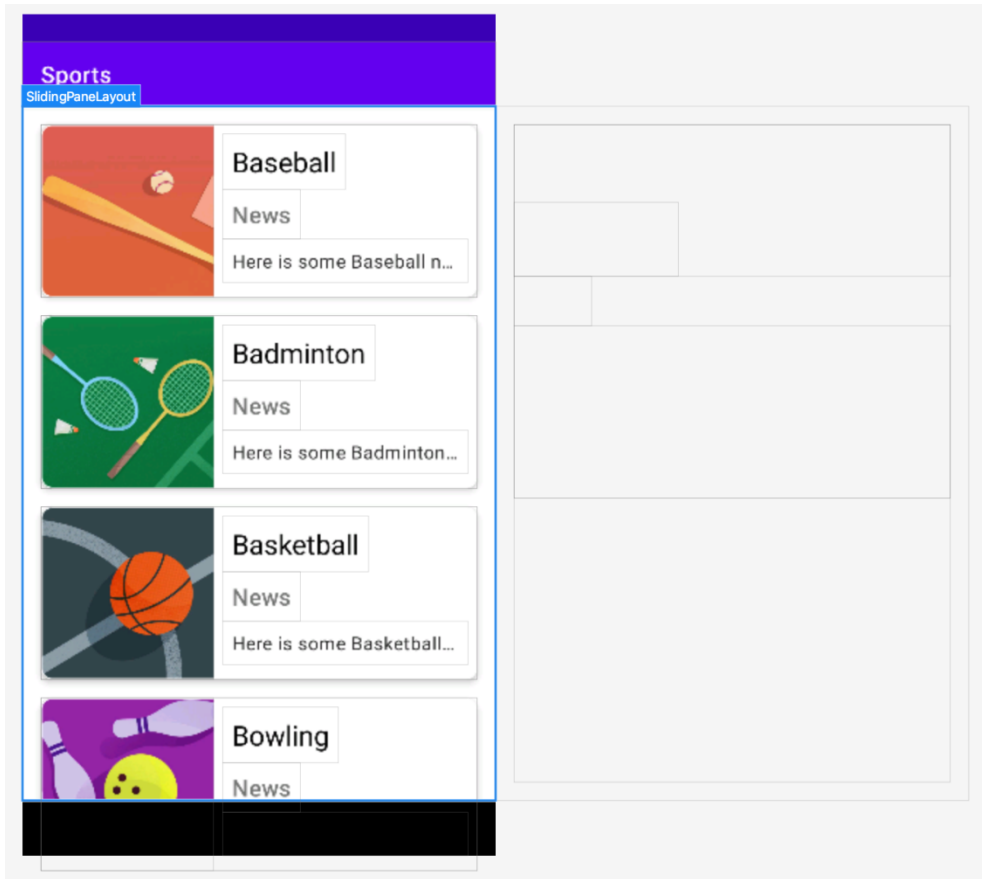 Sports
SlidingPaneLayout
Baseball
News
Here is some Baseball n...
Badminton
News
Here is some Badminton...
Basketball
News
Here is some Basketball...
Bowling
News